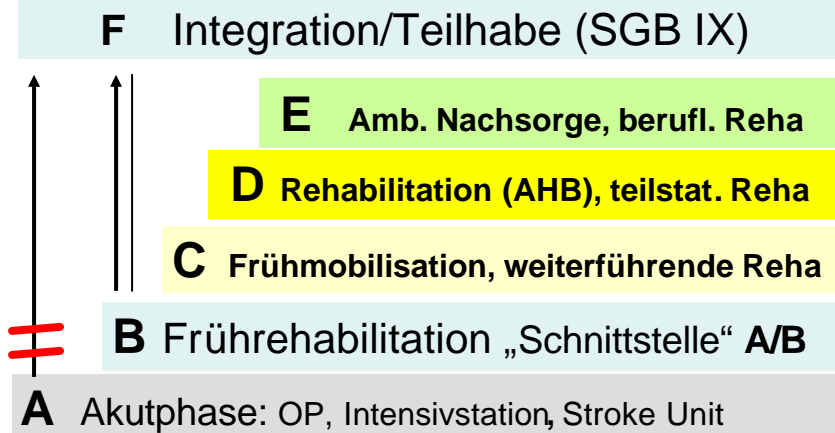 F Integration/Teilhabe (SGB IX)
E Amb. Nachsorge, berufl. Reha
D Rehabilitation (AHB), teilstat. Reha
C Frühmobilisation, weiterführende Reha
B Frührehabilitation „Schnittstelle“ A/B
A Akutphase: OP, Intensivstation, Stroke Unit